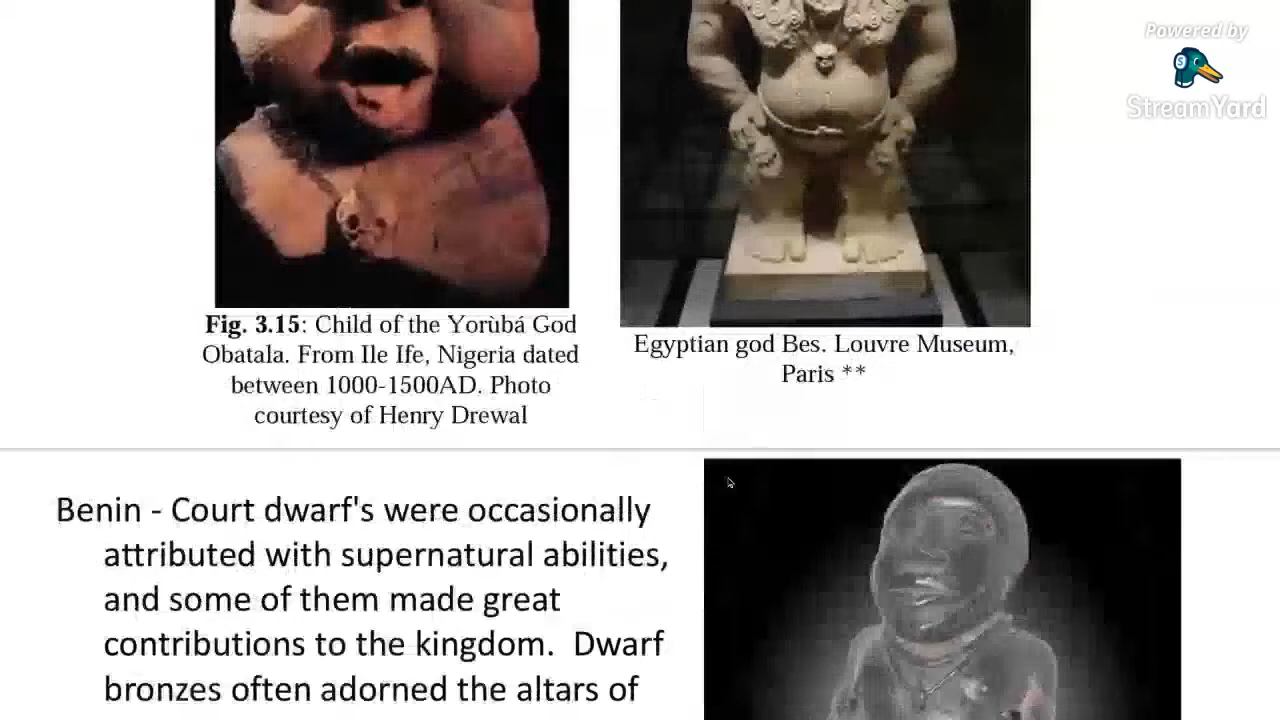 Powered by
StreamYard
Fig. 3.15: Child of the Yorùbá God
Obatala. From Ile Ife, Nigeria dated
between 1000-1500AD. Photo
courtesy of Henry Drewal
Egyptian god Bes. Louvre Museum,
Paris **
Benin - Court dwarf's were occasionally
attributed with supernatural abilities,
and some of them made great
contributions to the kingdom.  Dwarf
bronzes often adorned the altars of